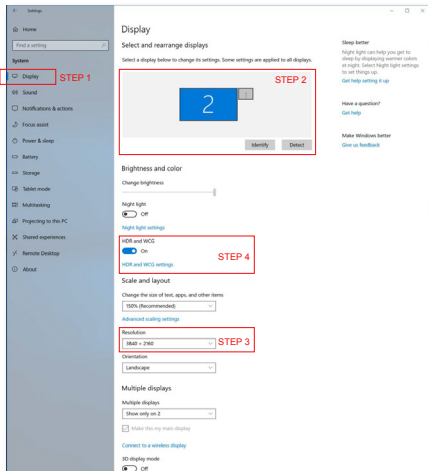 Settings
Home
Find a setting
System
Display
STEP 1
Sound
Notifications & actions
Focus assist
Power & sleep
Battery
Storage
Tablet mode
Multitasking
Projecting to this PC
Shared experiences
Remote Desktop
About
Display
Select and rearrange displays
Select a display below to change its settings. Some settings are applied to all displays.
STEP 2
2
1
Identify
Detect
Brightness and color
Change brightness
Night light
Off
Night light settings
HDR and WCG
On
STEP 4
HDR and WCG settings
Scale and layout
Change the size of text, apps, and other items
150% (Recommended)
Advanced scaling settings
Resolution
3840 × 2160
STEP 3
Orientation
Landscape
Multiple displays
Multiple displays
Show only on 2
Make this my main display
Connect to a wireless display
3D display mode
Off
Sleep better
Night light can help you get to
sleep by displaying warmer colors
at night. Select Night light settings
to set things up.
Get help setting it up
Have a question?
Get help
Make Windows better
Give us feedback